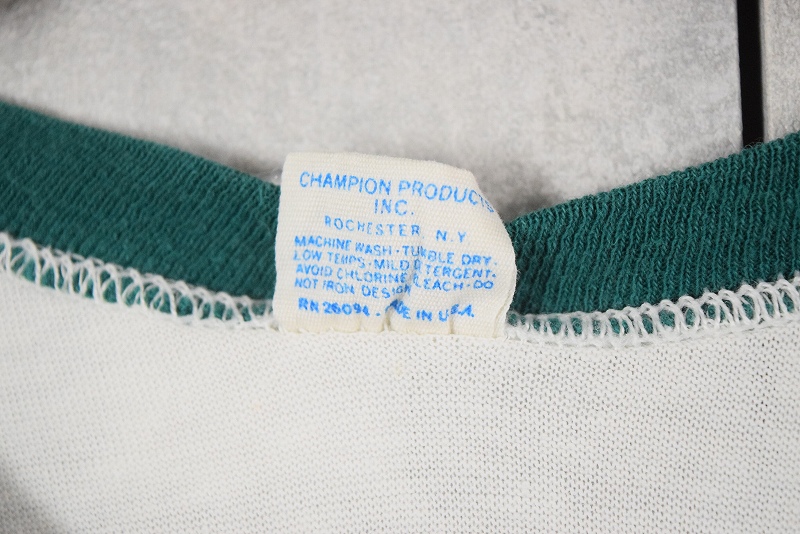 CHAMPION PRODUCTS
INC.
ROCHESTER, N.Y
MACHINE WASH-TUMBLE DRY-
LOW TEMPS-MILD DETERGENT-
AVOID CHLORINE BLEACH-DO
NOT IRON DESIGN
RN 26094-MADE IN U.S.A.